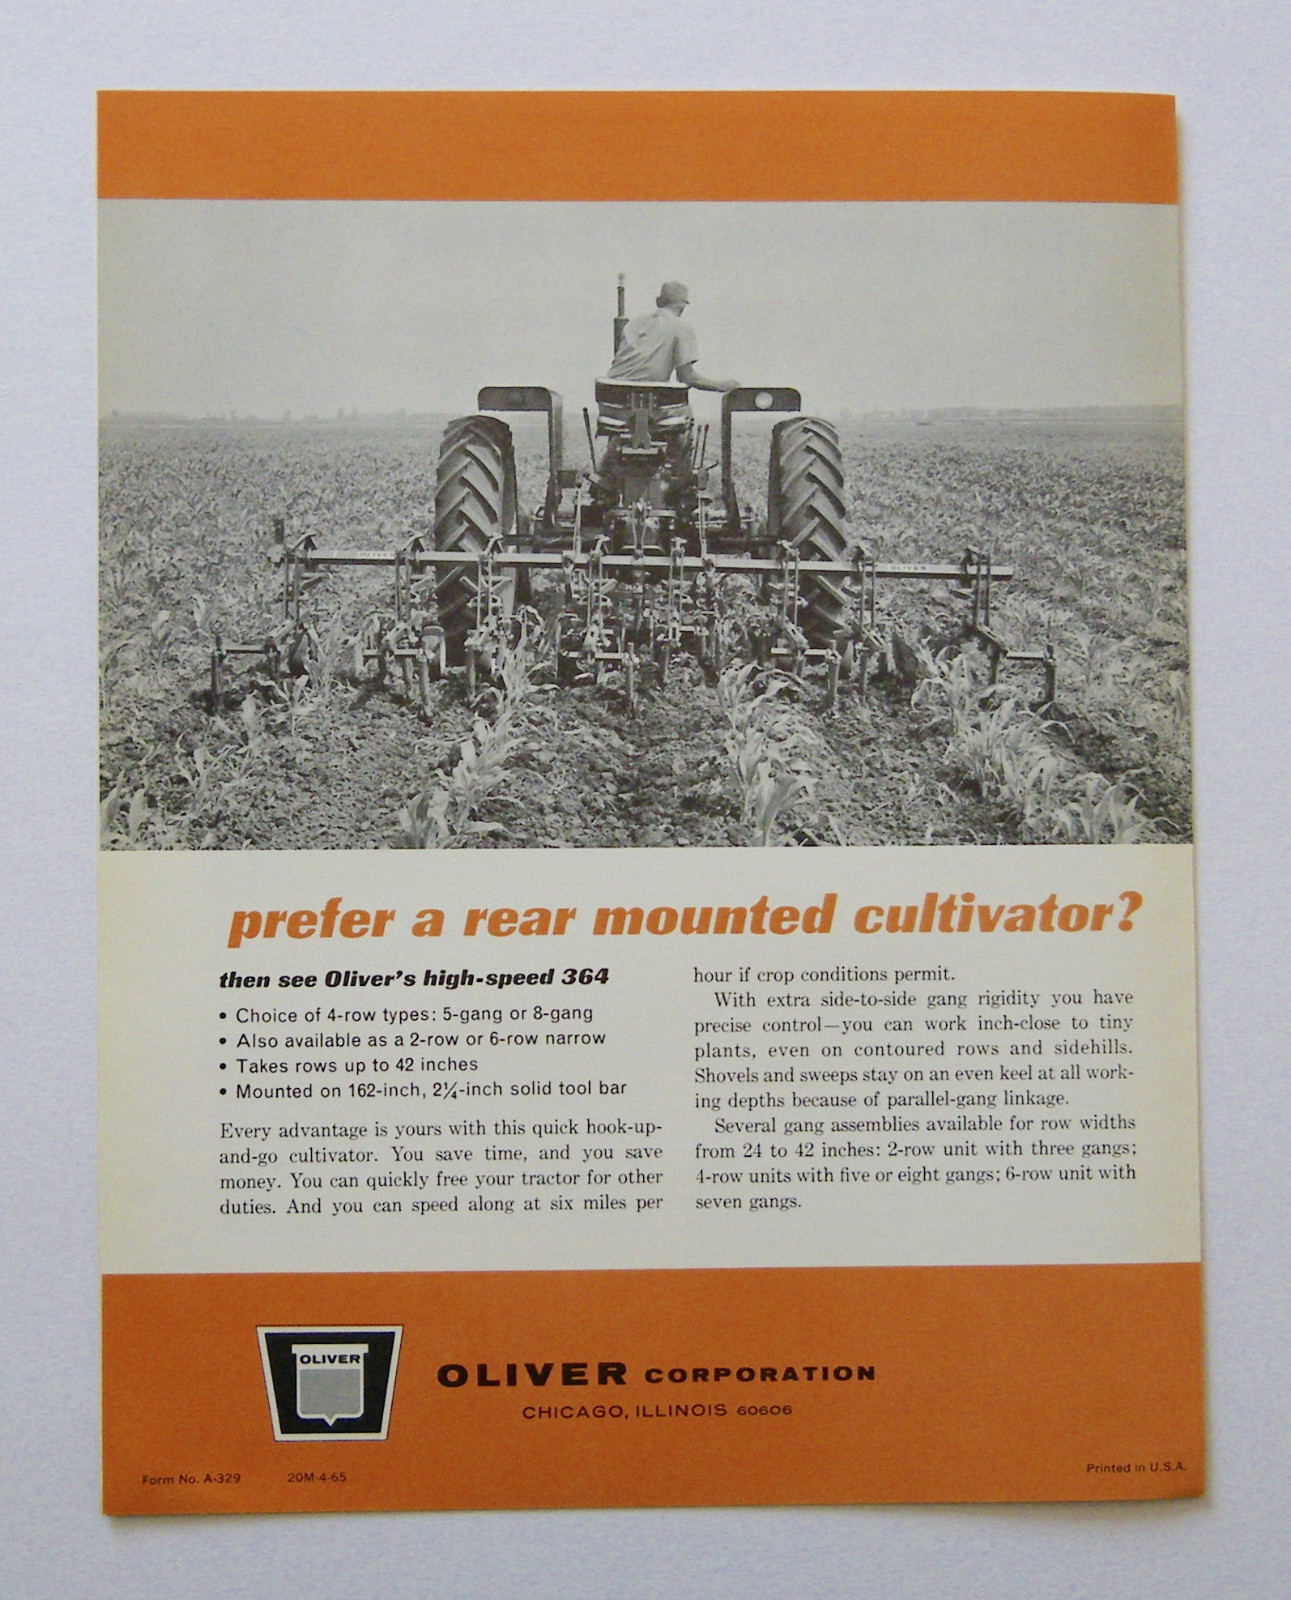 OLIVER
OLIVER
prefer a rear mounted cultivator?
then see Oliver's high-speed 364
• Choice of 4-row types: 5-gang or 8-gang
• Also available as a 2-row or 6-row narrow
• Takes rows up to 42 inches
• Mounted on 162-inch, 2¼-inch solid tool bar
Every advantage is yours with this quick hook-up-
and-go cultivator. You save time, and you save
money. You can quickly free your tractor for other
duties. And you can speed along at six miles per
hour if crop conditions permit.
With extra side-to-side gang rigidity you have
precise control—you can work inch-close to tiny
plants, even on contoured rows and sidehills.
Shovels and sweeps stay on an even keel at all work-
ing depths because of parallel-gang linkage.
Several gang assemblies available for row widths
from 24 to 42 inches: 2-row unit with three gangs;
4-row units with five or eight gangs; 6-row unit with
seven gangs.
OLIVER
OLIVER CORPORATION
CHICAGO, ILLINOIS 60606
Form No. A-329 20M-4-65
Printed in U.S.A.